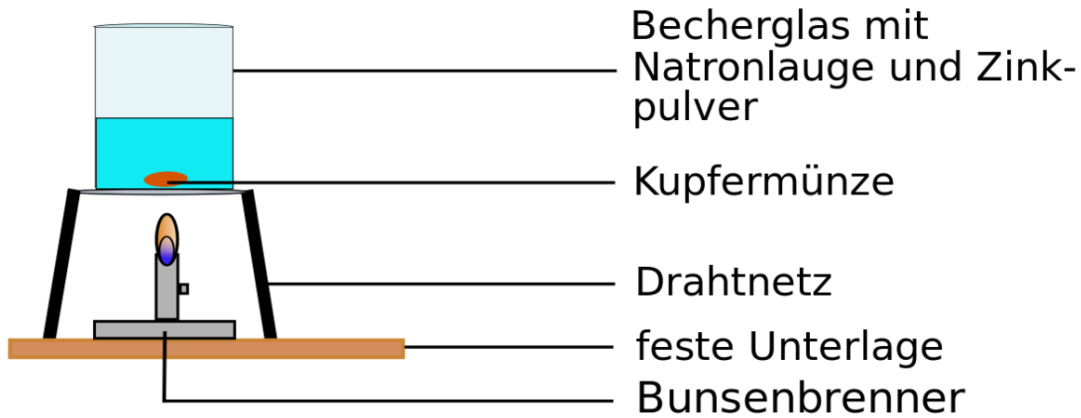 Becherglas mit
Natronlauge und Zink-
pulver
Kupfermünze
Drahtnetz
feste Unterlage
Bunsenbrenner